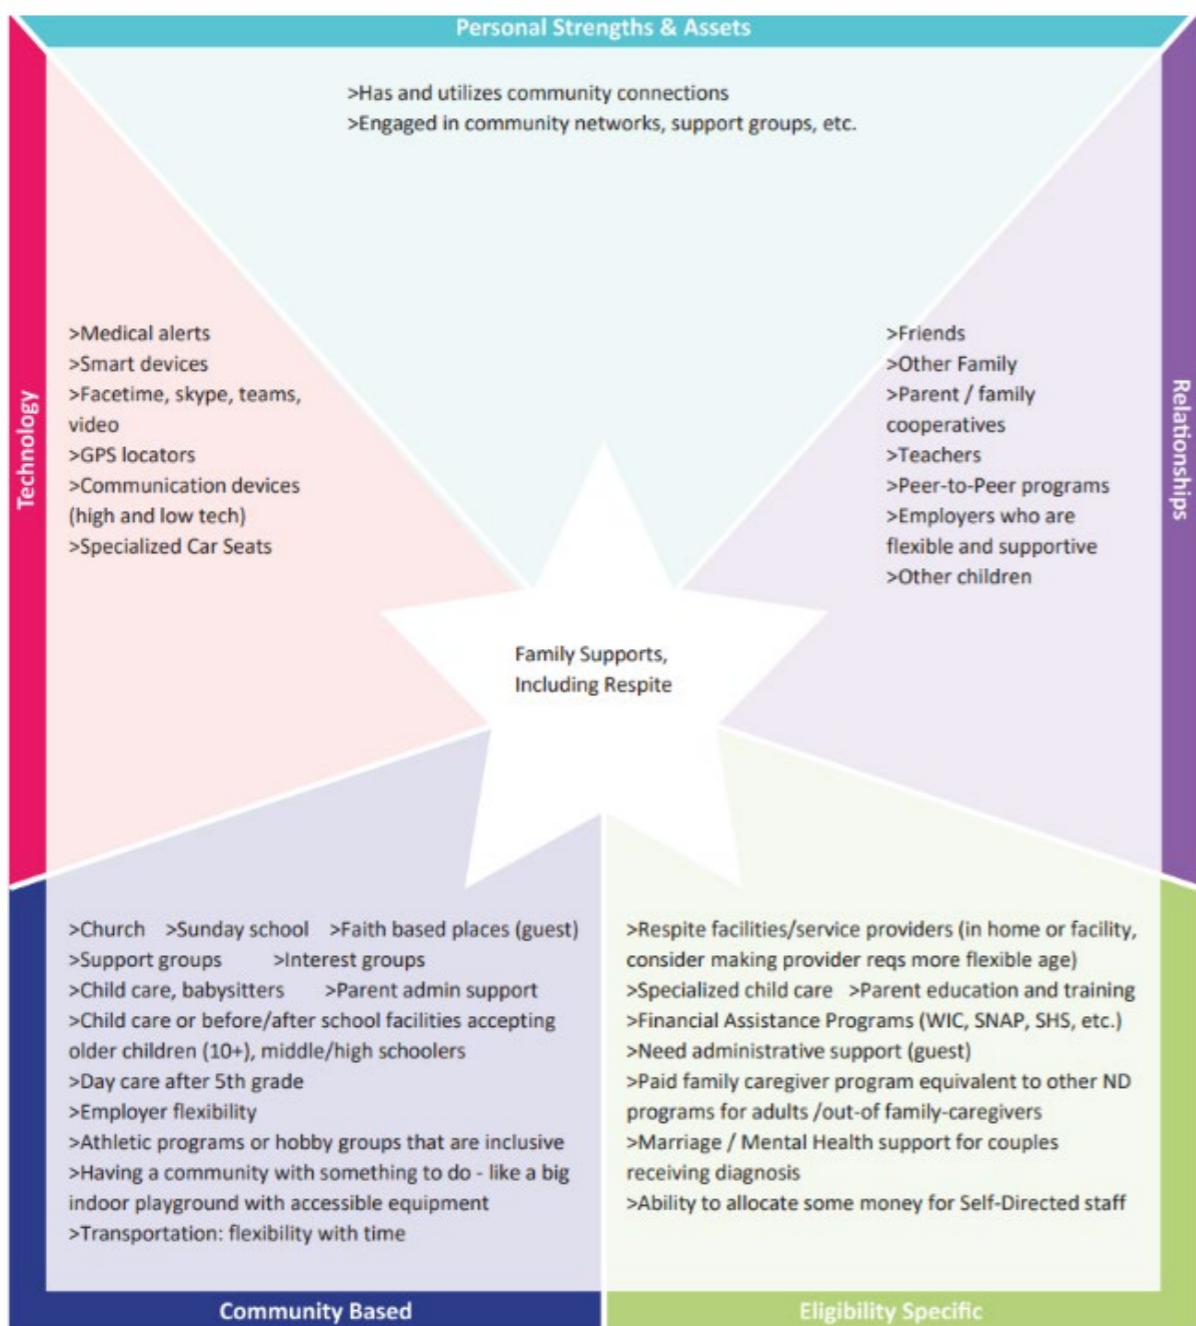 Personal Strengths & Assets
>Has and utilizes community connections
>Engaged in community networks, support groups, etc.
Technology
>Medical alerts
>Smart devices
>Facetime, skype, teams,
video
>GPS locators
>Communication devices
(high and low tech)
>Specialized Car Seats
>Friends
>Other Family
>Parent / family
cooperatives
>Teachers
>Peer-to-Peer programs
>Employers who are
flexible and supportive
>Other children
Relationships
Family Supports,
Including Respite
>Church >Sunday school >Faith based places (guest)
>Support groups >Interest groups
>Child care, babysitters >Parent admin support
>Child care or before/after school facilities accepting
older children (10+), middle/high schoolers
>Day care after 5th grade
>Employer flexibility
>Athletic programs or hobby groups that are inclusive
>Having a community with something to do - like a big
indoor playground with accessible equipment
>Transportation: flexibility with time
Community Based
>Respite facilities/service providers (in home or facility,
consider making provider reqs more flexible age)
>Specialized child care >Parent education and training
>Financial Assistance Programs (WIC, SNAP, SHS, etc.)
>Need administrative support (guest)
>Paid family caregiver program equivalent to other ND
programs for adults /out-of family-caregivers
>Marriage / Mental Health support for couples
receiving diagnosis
>Ability to allocate some money for Self-Directed staff
Eligibility Specific